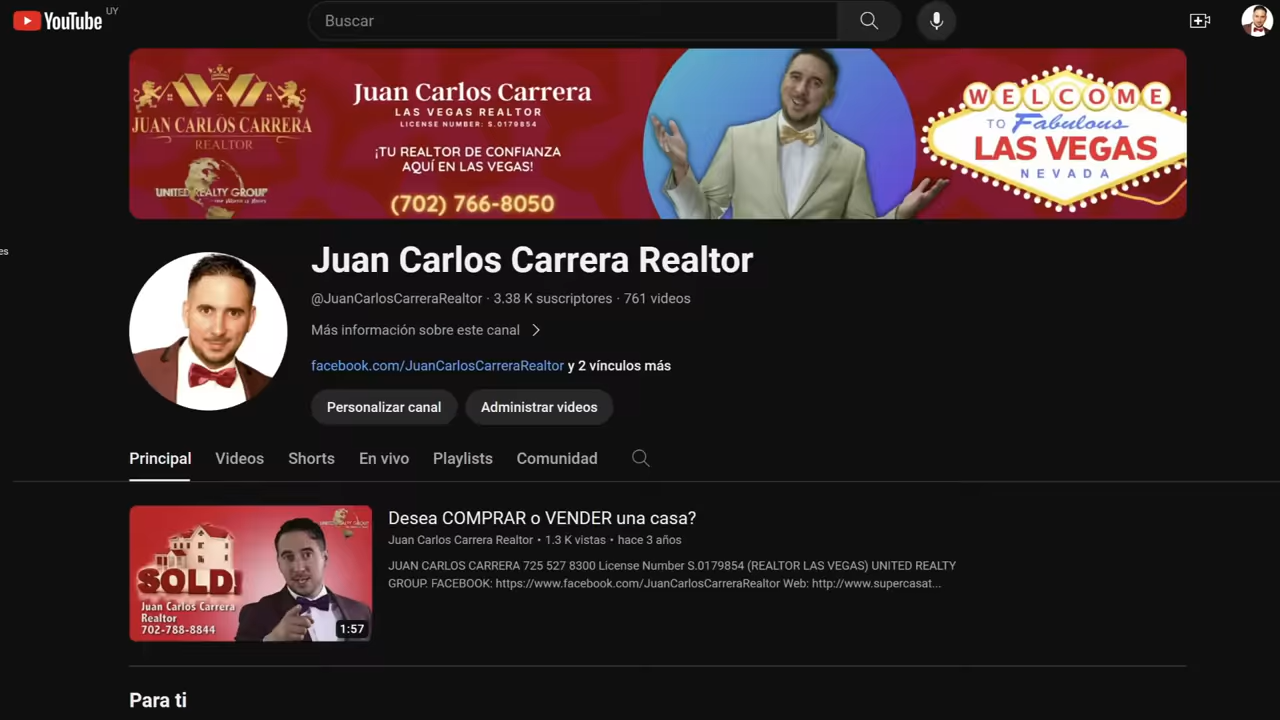 YouTube UY
Buscar
JUAN CARLOS CARRERA
REALTOR
UNITED REALTY GROUP
Juan Carlos Carrera
LAS VEGAS REALTOR
LICENSE NUMBER: S.0179854
¡TU REALTOR DE CONFIANZA
AQUÍ EN LAS VEGAS!
(702) 766-8050
WELCOME
TO Fabulous
LAS VEGAS
NEVADA
es
Juan Carlos Carrera Realtor
@JuanCarlosCarreraRealtor · 3.38 K suscriptores · 761 videos
Más información sobre este canal
facebook.com/JuanCarlosCarreraRealtor y 2 vínculos más
Personalizar canal
Administrar videos
Principal Videos Shorts En vivo Playlists Comunidad
UNITED REALTY GROUP
SOLD!
Juan Carlos Carrera
Realtor
702-788-8844
1:57
Desea COMPRAR o VENDER una casa?
Juan Carlos Carrera Realtor • 1.3 K vistas • hace 3 años
JUAN CARLOS CARRERA 725 527 8300 License Number S.0179854 (REALTOR LAS VEGAS) UNITED REALTY
GROUP. FACEBOOK: https://www.facebook.com/JuanCarlosCarreraRealtor Web: http://www.supercasat...
Para ti